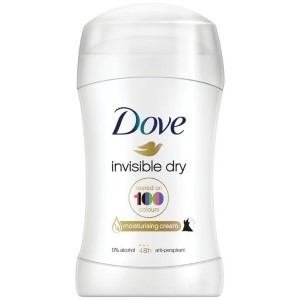 Dove
invisible dry
tested on
100
colours
moisturising cream
0% alcohol 48h anti-perspirant